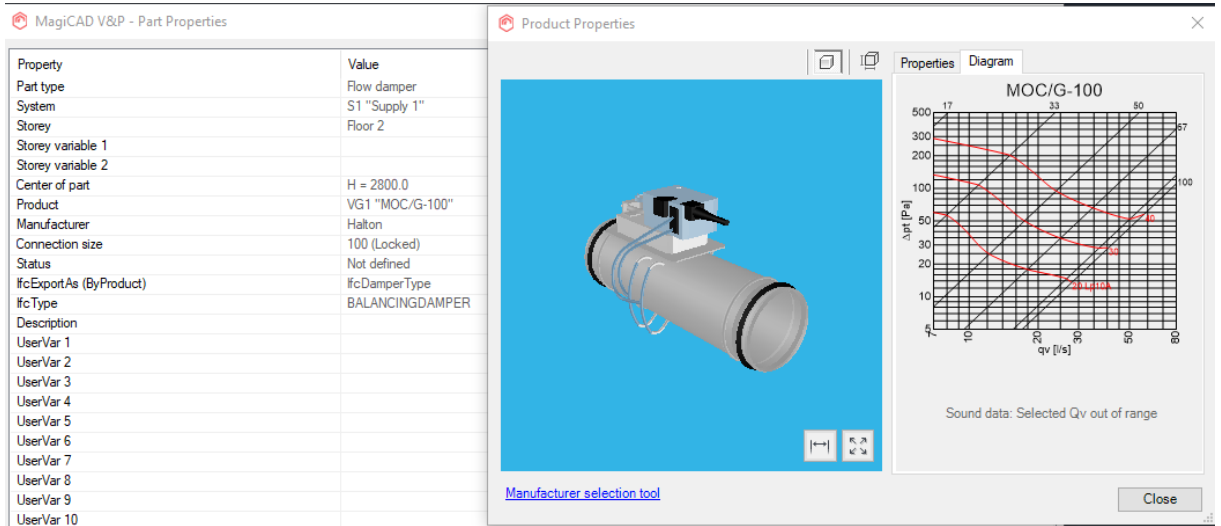 MagiCAD V&P - Part Properties
Property Value
Part type Flow damper
System S1 "Supply 1"
Storey Floor 2
Storey variable 1
Storey variable 2
Center of part H = 2800.0
Product VG1 "MOC/G-100"
Manufacturer Halton
Connection size 100 (Locked)
Status Not defined
IfcExportAs (ByProduct) IfcDamperType
IfcType BALANCINGDAMPER
Description
UserVar 1
UserVar 2
UserVar 3
UserVar 4
UserVar 5
UserVar 6
UserVar 7
UserVar 8
UserVar 9
UserVar 10
Product Properties
Properties Diagram
MOC/G-100
17 33 50
500
67
300
200
100
100
50
40
30
30
20
20 Lp10A
10
5
7 10 20 30 50 80
Δpt [Pa]
qv [l/s]
Sound data: Selected Qv out of range
Manufacturer selection tool
Close